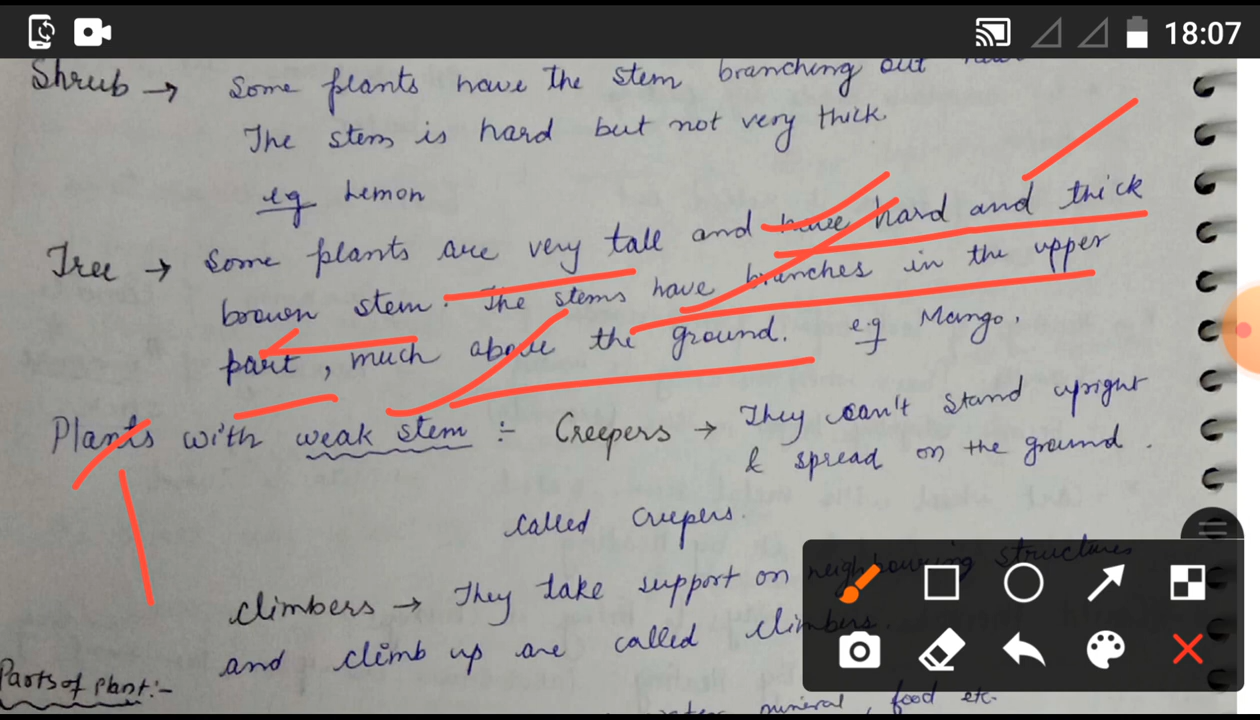 18:07
Shrub → Some plants have the stem branching out
The stem is hard but not very thick.
eg Lemon
Tree → Some plants are very tall and have hard and thick
brown stem. The stems have branches in the upper
part, much above the ground. e.g Mango.
Plants with weak stem :- Creepers → They can't stand upright
& spread on the ground.
called creepers.
Climbers → They take support on neighbouring structures
and climb up are called climbers.
Parts of plant:-
mineral, food etc.